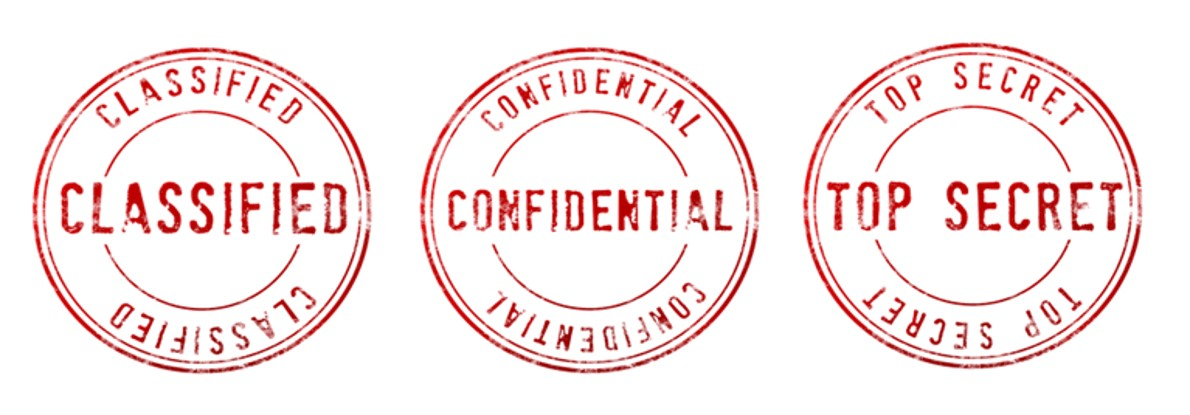 CLASSIFIED
CLASSIFIED
CLASSIFIED
CONFIDENTIAL
CONFIDENTIAL
CONFIDENTIAL
TOP SECRET
TOP SECRET
TOP SECRET